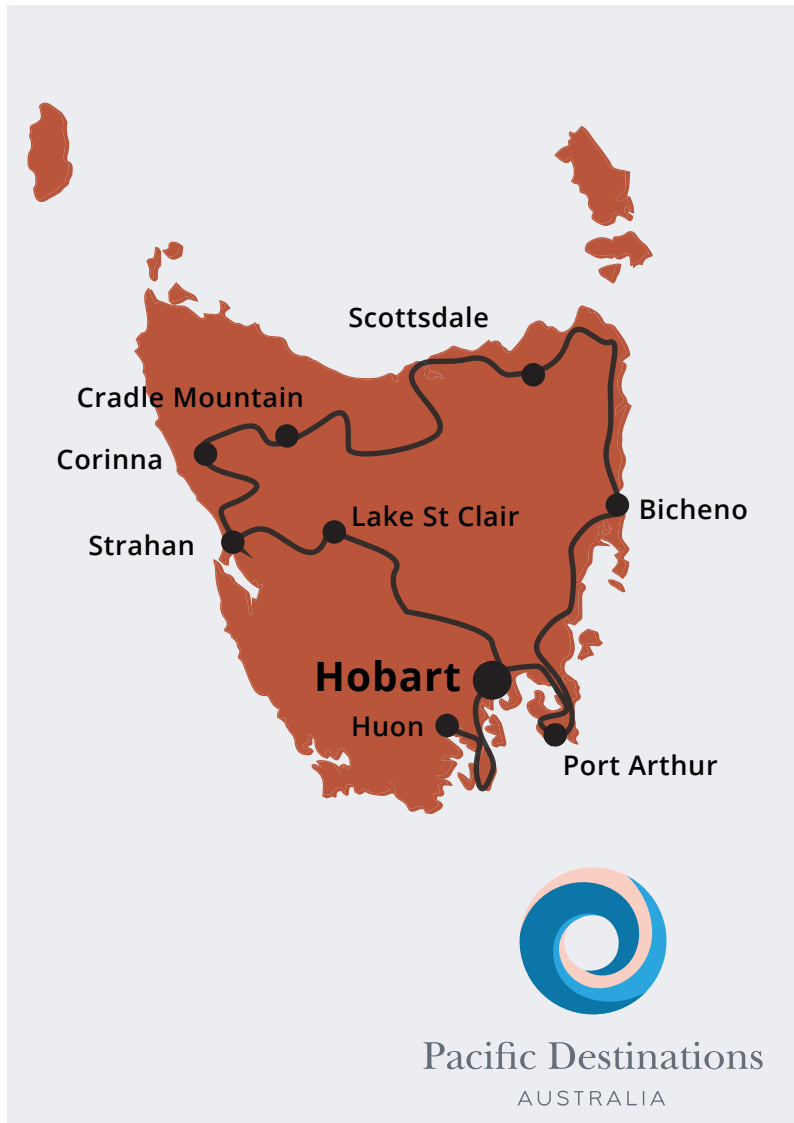 Scottsdale
Cradle Mountain
Corinna
Bicheno
Lake St Clair
Strahan
Hobart
Huon
Port Arthur
Pacific Destinations
AUSTRALIA